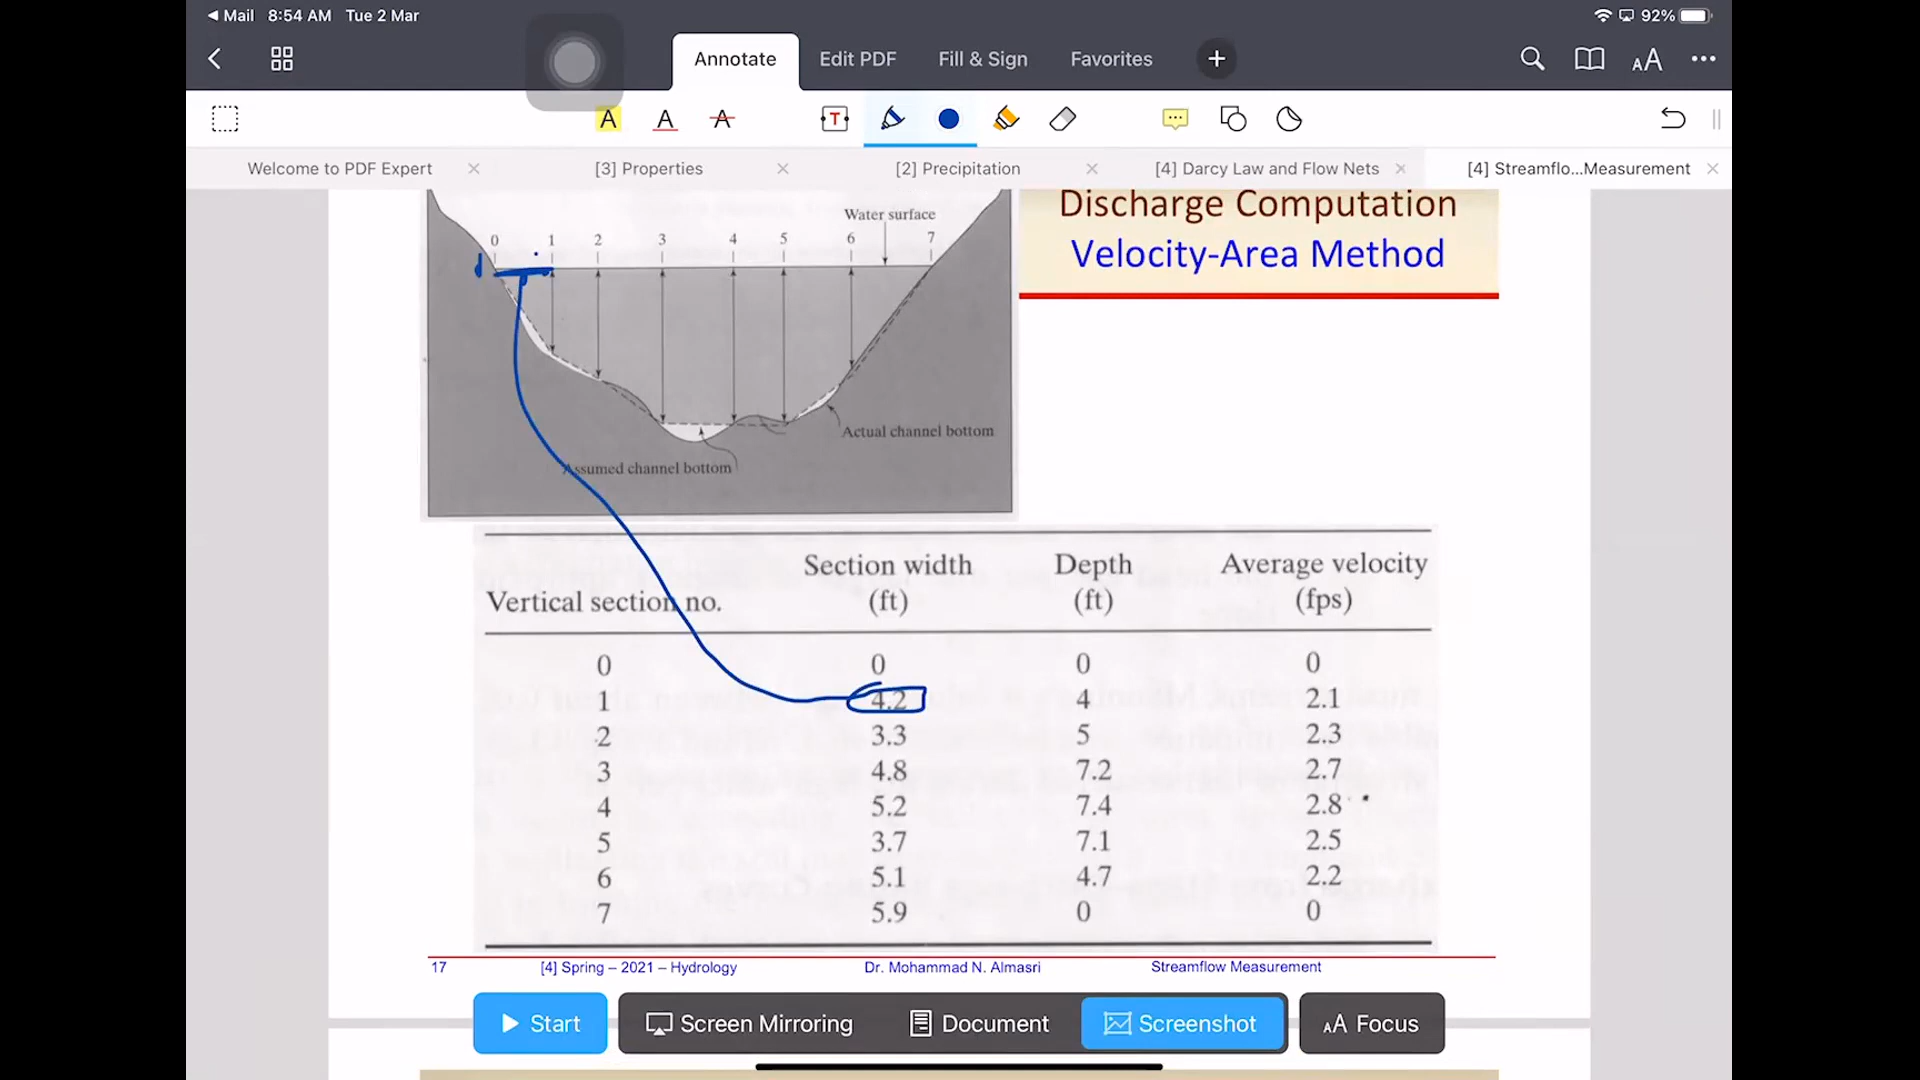 Mail 8:54 AM Tue 2 Mar 92%
Annotate Edit PDF Fill & Sign Favorites + AA
A A A T
Welcome to PDF Expert [3] Properties [2] Precipitation [4] Darcy Law and Flow Nets [4] Streamflo...Measurement
Discharge Computation
Velocity-Area Method
Water surface
0 1 2 3 4 5 6 7
Actual channel bottom
Assumed channel bottom
Section width Depth Average velocity
Vertical section no. (ft) (ft) (fps)
0 0 0 0
1 4.2 4 2.1
2 3.3 5 2.3
3 4.8 7.2 2.7
4 5.2 7.4 2.8
5 3.7 7.1 2.5
6 5.1 4.7 2.2
7 5.9 0 0
17 [4] Spring – 2021 – Hydrology Dr. Mohammad N. Almasri Streamflow Measurement
Start Screen Mirroring Document Screenshot AA Focus